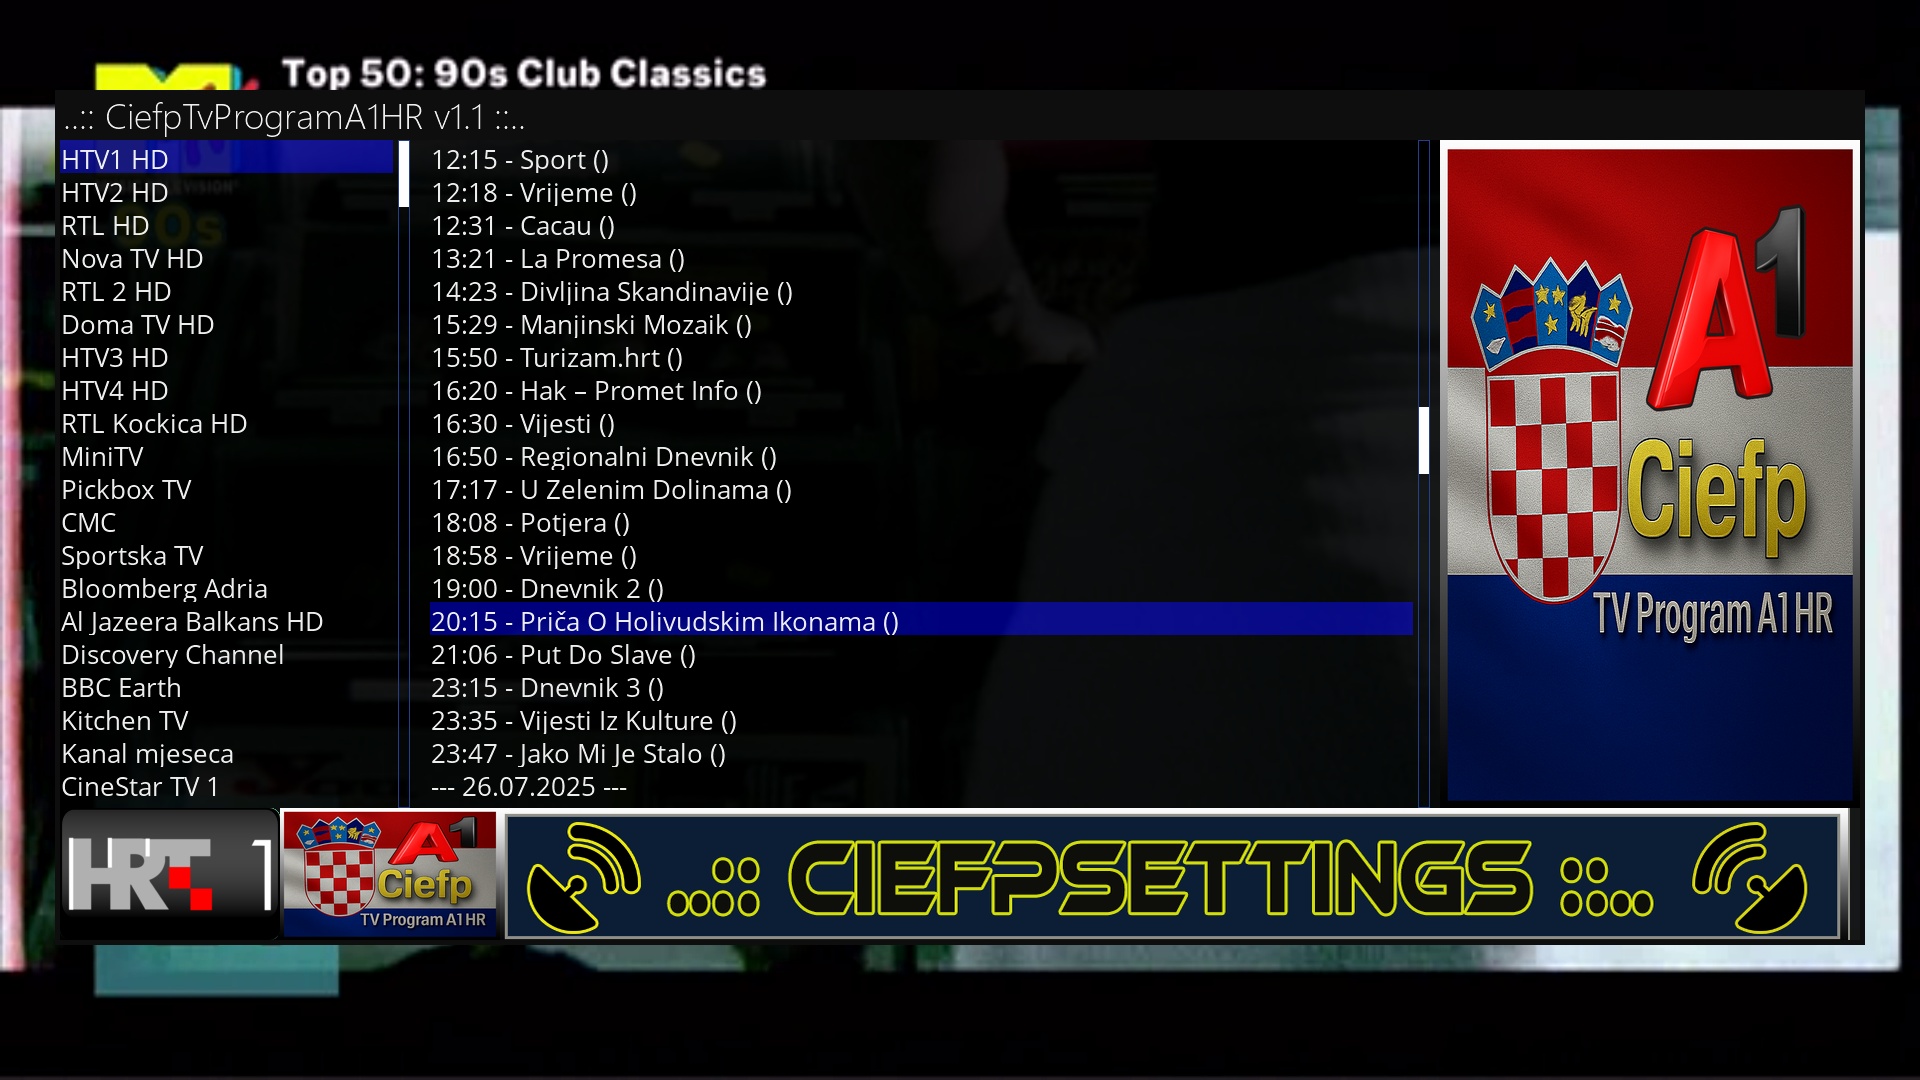 Top 50: 90s Club Classics
..:: CiefpTvProgramA1HR v1.1 ::..
HTV1 HD
HTV2 HD
RTL HD
Nova TV HD
RTL 2 HD
Doma TV HD
HTV3 HD
HTV4 HD
RTL Kockica HD
MiniTV
Pickbox TV
CMC
Sportska TV
Bloomberg Adria
Al Jazeera Balkans HD
Discovery Channel
BBC Earth
Kitchen TV
Kanal mjeseca
CineStar TV 1
12:15 - Sport ()
12:18 - Vrijeme ()
12:31 - Cacau ()
13:21 - La Promesa ()
14:23 - Divljina Skandinavije ()
15:29 - Manjinski Mozaik ()
15:50 - Turizam.hrt ()
16:20 - Hak – Promet Info ()
16:30 - Vijesti ()
16:50 - Regionalni Dnevnik ()
17:17 - U Zelenim Dolinama ()
18:08 - Potjera ()
18:58 - Vrijeme ()
19:00 - Dnevnik 2 ()
20:15 - Priča O Holivudskim Ikonama ()
21:06 - Put Do Slave ()
23:15 - Dnevnik 3 ()
23:35 - Vijesti Iz Kulture ()
23:47 - Jako Mi Je Stalo ()
--- 26.07.2025 ---
A1
Ciefp
TV Program A1 HR
HRT 1
A1
Ciefp
TV Program A1 HR
..:: CIEFPSETTINGS ::..